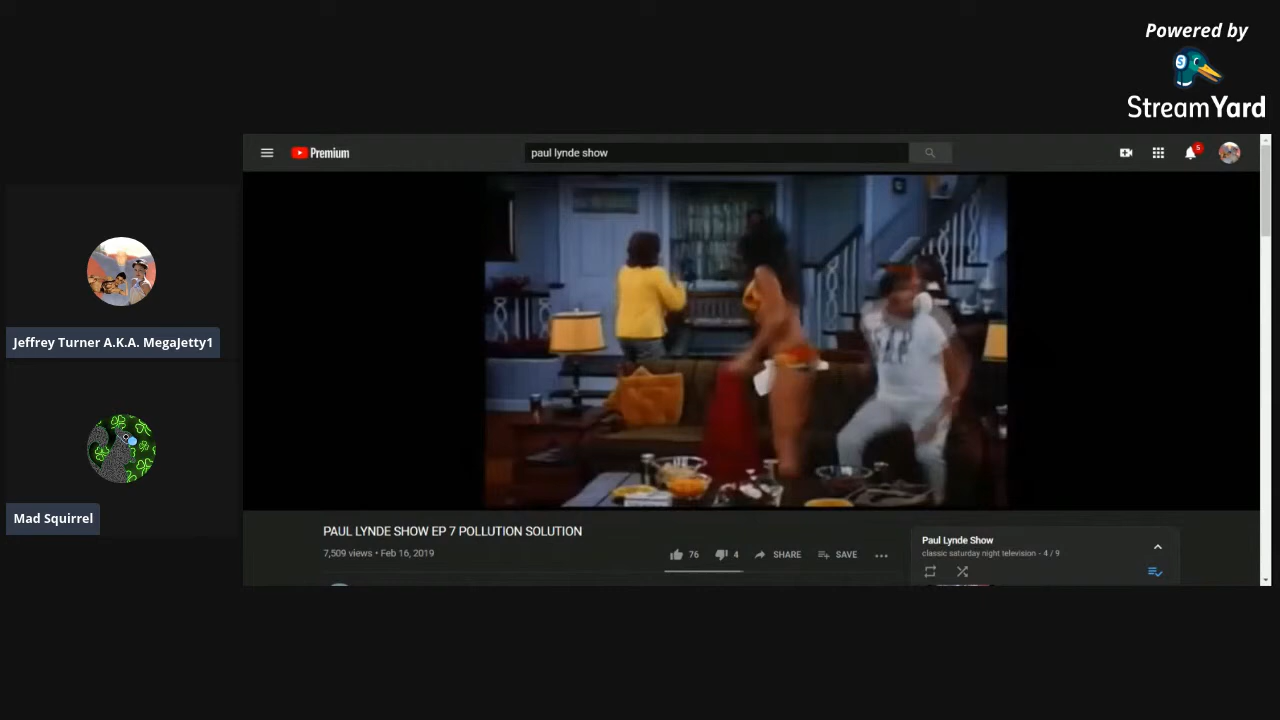 Powered by
StreamYard
Premium
paul lynde show
5
Jeffrey Turner A.K.A. MegaJetty1
Mad Squirrel
PAUL LYNDE SHOW EP 7 POLLUTION SOLUTION
7,509 views • Feb 16, 2019
76
4
SHARE
SAVE
Paul Lynde Show
classic saturday night television - 4 / 9